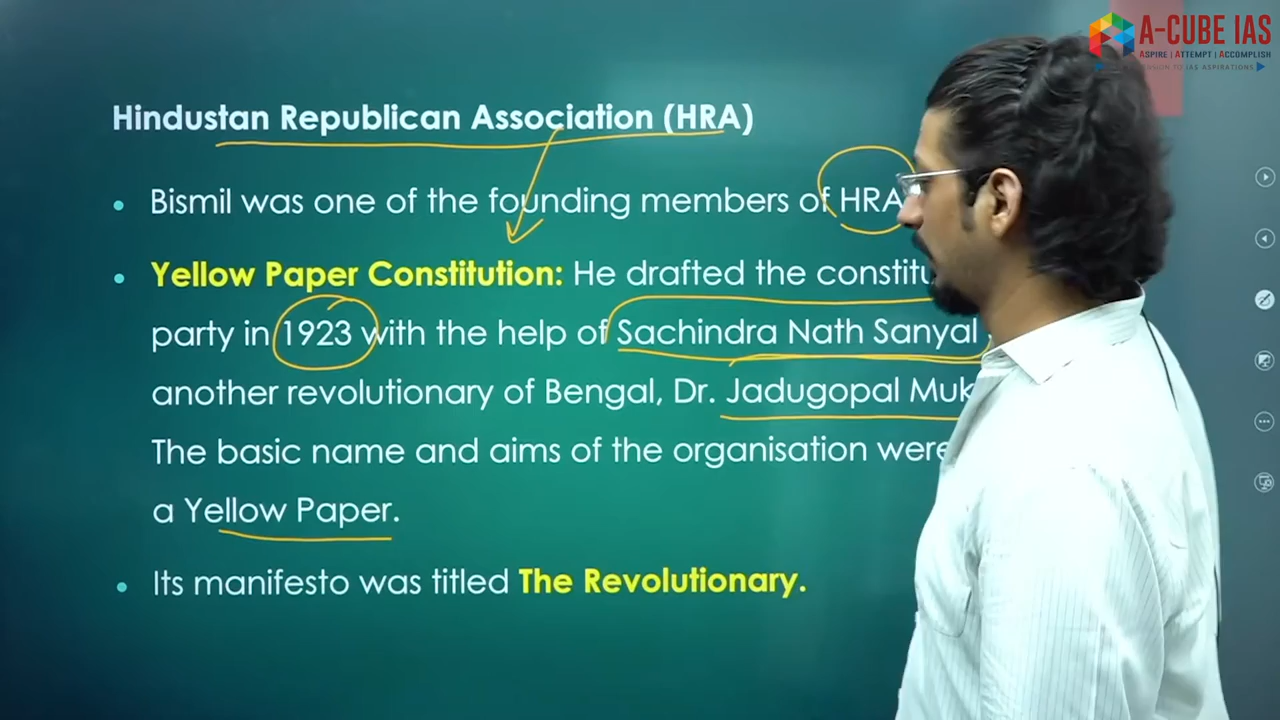 A-CUBE IAS
ASPIRE | ATTEMPT | ACCOMPLISH
TO IAS ASPIRATIONS
Hindustan Republican Association (HRA)
Bismil was one of the founding members of HRA
Yellow Paper Constitution: He drafted the
party in 1923 with the help of Sachindra Nath Sanyal
another revolutionary of Bengal, Dr. Jadugopal
The basic name and aims of the organisation were
a Yellow Paper.
Its manifesto was titled The Revolutionary.